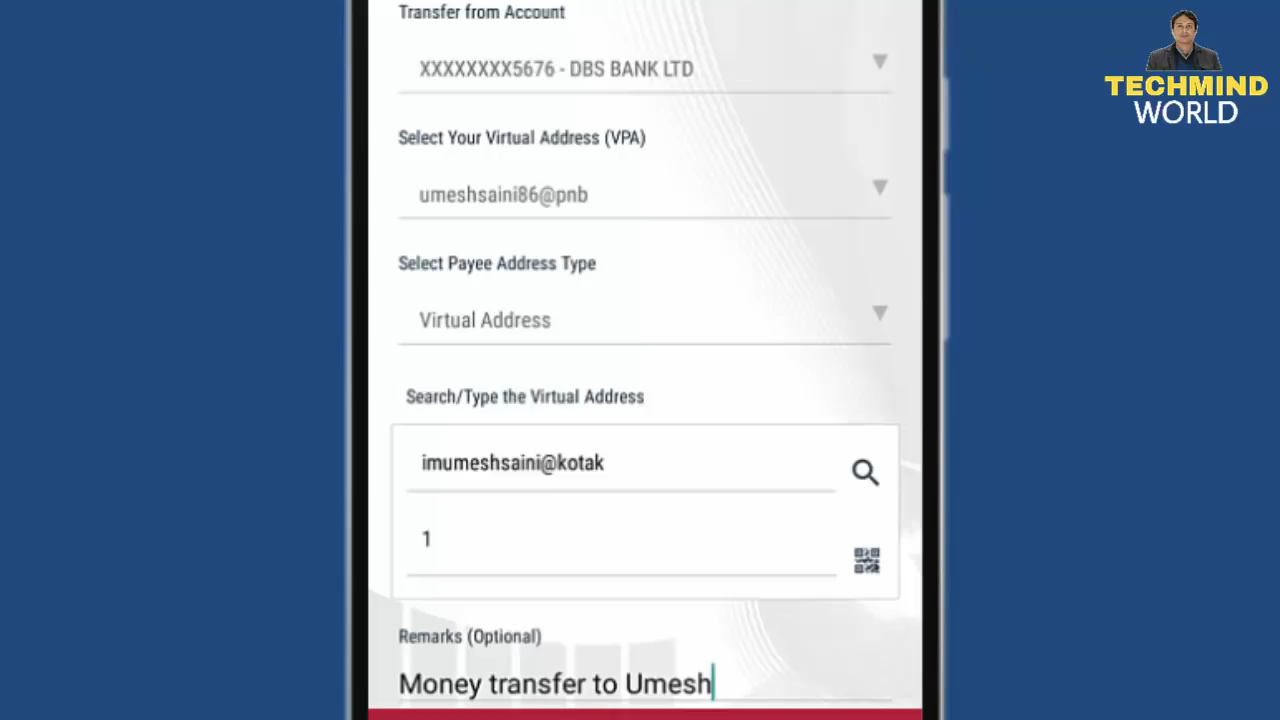 Transfer from Account
XXXXXXXX5676 - DBS BANK LTD
Select Your Virtual Address (VPA)
umeshsaini86@pnb
Select Payee Address Type
Virtual Address
Search/Type the Virtual Address
imumeshsaini@kotak
1
Remarks (Optional)
Money transfer to Umesh
TECHMIND
WORLD